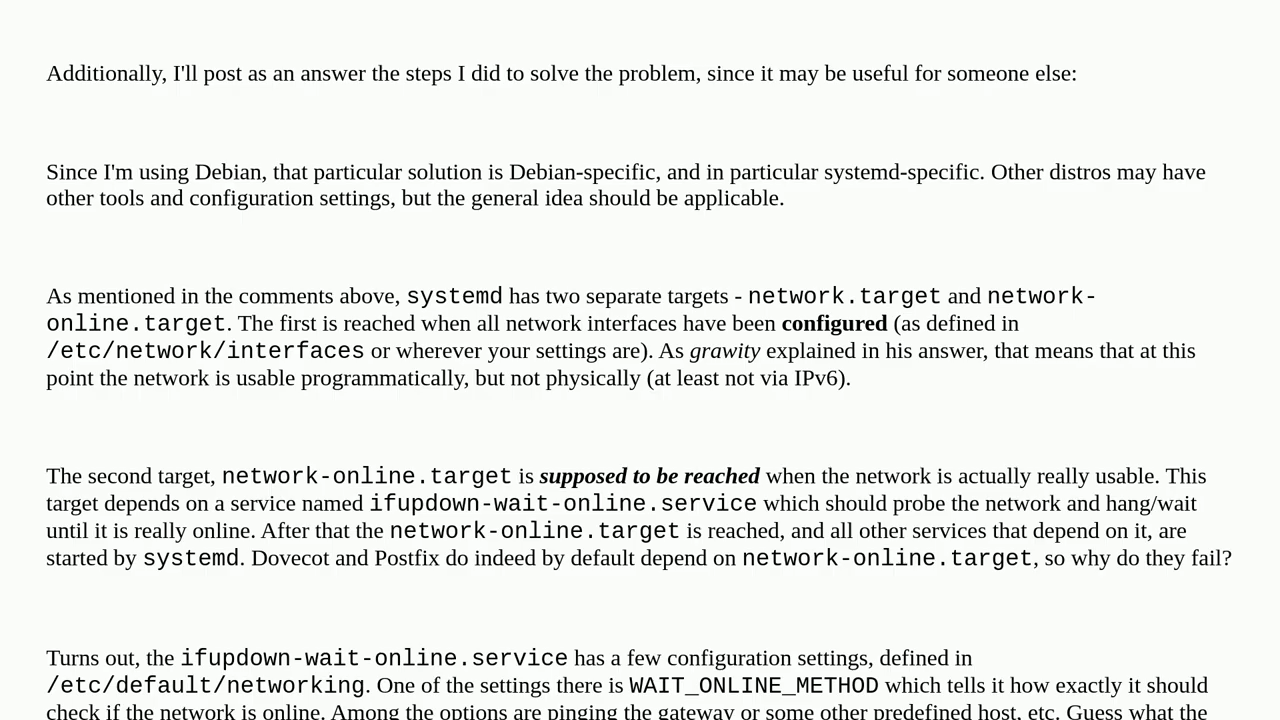 Additionally, I'll post as an answer the steps I did to solve the problem, since it may be useful for someone else:
Since I'm using Debian, that particular solution is Debian-specific, and in particular systemd-specific. Other distros may have
other tools and configuration settings, but the general idea should be applicable.
As mentioned in the comments above, systemd has two separate targets - network.target and network-
online.target. The first is reached when all network interfaces have been configured (as defined in
/etc/network/interfaces or wherever your settings are). As grawity explained in his answer, that means that at this
point the network is usable programmatically, but not physically (at least not via IPv6).
The second target, network-online.target is supposed to be reached when the network is actually really usable. This
target depends on a service named ifupdown-wait-online.service which should probe the network and hang/wait
until it is really online. After that the network-online.target is reached, and all other services that depend on it, are
started by systemd. Dovecot and Postfix do indeed by default depend on network-online.target, so why do they fail?
Turns out, the ifupdown-wait-online.service has a few configuration settings, defined in
/etc/default/networking. One of the settings there is WAIT_ONLINE_METHOD which tells it how exactly it should
check if the network is online. Among the options are pinging the gateway or some other predefined host, etc. Guess what the